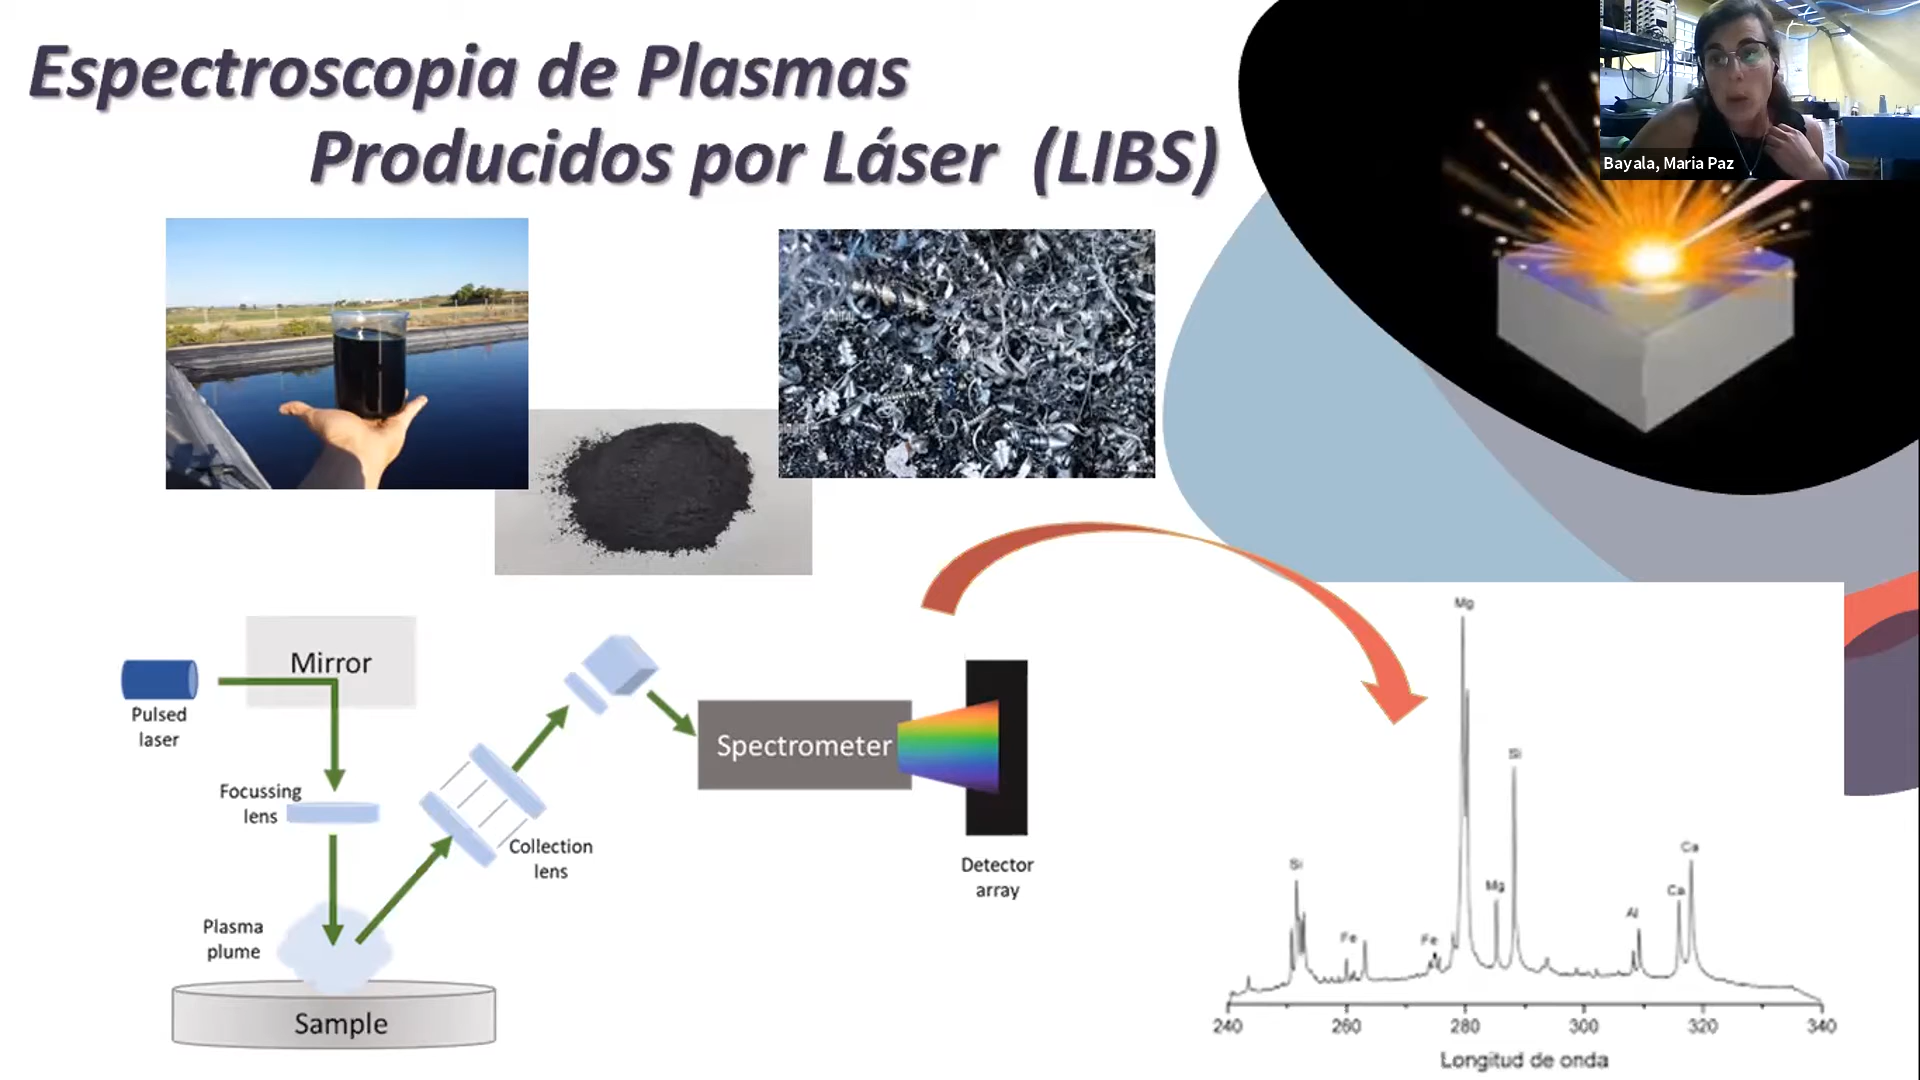 Espectroscopia de Plasmas
Producidos por Láser (LIBS)
Bayala, Maria Paz
Mirror
Pulsed
laser
Focussing
lens
Collection
lens
Plasma
plume
Sample
Spectrometer
Detector
array
Mg
Si
Si
Mg
Fe
Fe
Al
Ca
Ca
240
260
280
300
320
340
Longitud de onda